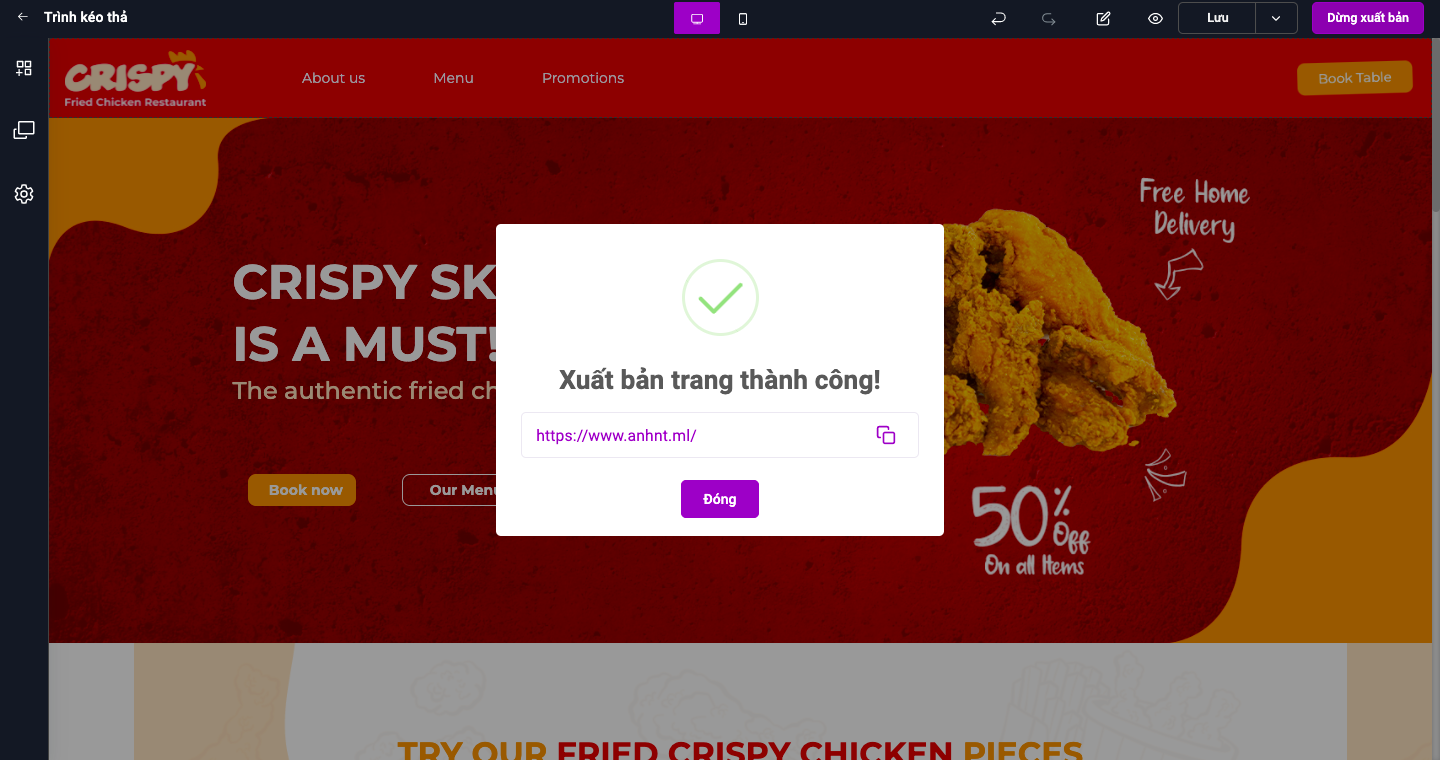 Trình kéo thả
Lưu
Dừng xuất bản
CRISPY
Fried Chicken Restaurant
About us
Menu
Promotions
Book Table
Free Home
Delivery
CRISPY SK
IS A MUST!
The authentic fried ch
Book now
Our Menu
50% Off
On all Items
Xuất bản trang thành công!
https://www.anhnt.ml/
Đóng
TRY OUR FRIED CRISPY CHICKEN PIECES